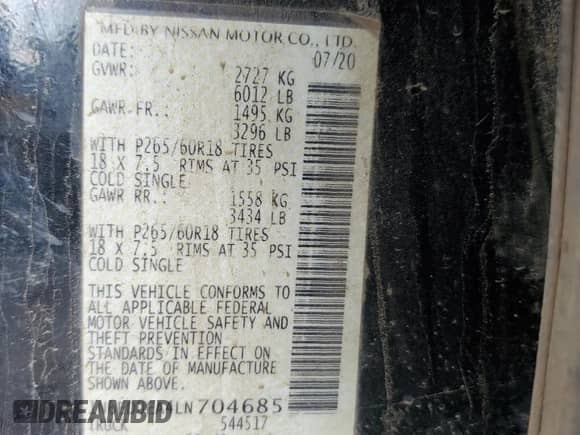 MFD BY NISSAN MOTOR CO., LTD.
DATE: 07/20
GVWR: 2727 KG
6012 LB
GAWR FR.: 1495 KG
3296 LB
WITH P265/60R18 TIRES
18 X 7.5 RIMS AT 35 PSI
COLD SINGLE
GAWR RR.: 1558 KG
3434 LB
WITH P265/60R18 TIRES
18 X 7.5 RIMS AT 35 PSI
COLD SINGLE
THIS VEHICLE CONFORMS TO
ALL APPLICABLE FEDERAL
MOTOR VEHICLE SAFETY AND
THEFT PREVENTION
STANDARDS IN EFFECT ON
THE DATE OF MANUFACTURE
SHOWN ABOVE.
LN704685
TRUCK 544517
DREAMBID